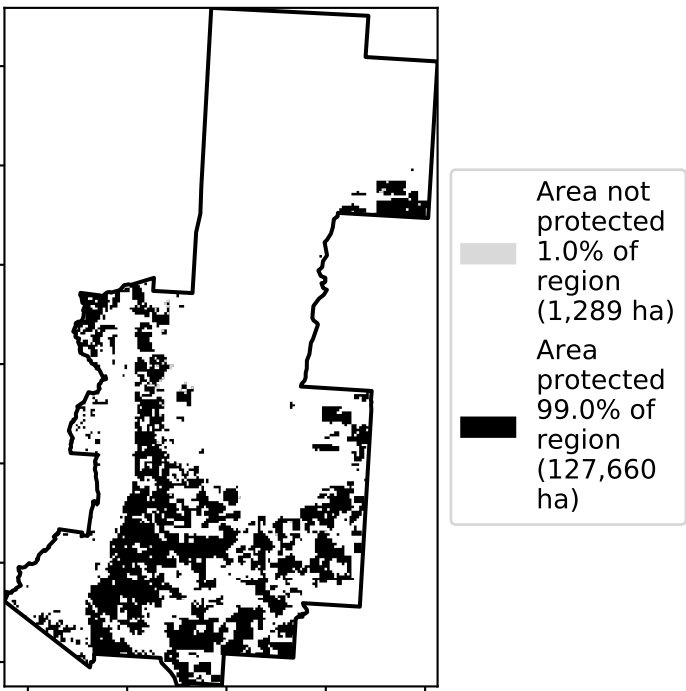 Area not
protected
1.0% of
region
(1,289 ha)
Area
protected
99.0% of
region
(127,660
ha)